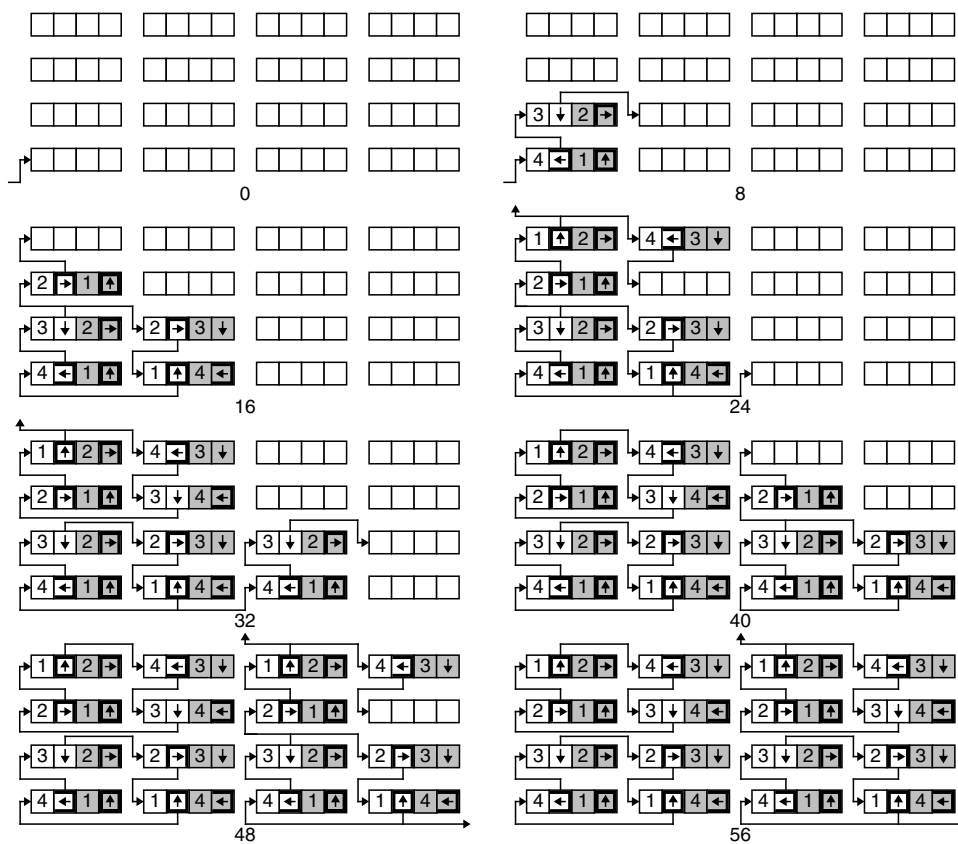 0
3 2
4 1
8
2 1
3 2 2 3
4 1 1 4
16
1 2 4 3
2 1
3 2 2 3
4 1 1 4
24
1 2 4 3
2 1 3 4
3 2 2 3 3 2
4 1 1 4 4 1
32
1 2 4 3
2 1 3 4 2 1
3 2 2 3 3 2 2 3
4 1 1 4 4 1 1 4
40
1 2 4 3 1 2 4 3
2 1 3 4 2 1
3 2 2 3 3 2 2 3
4 1 1 4 4 1 1 4
48
1 2 4 3 1 2 4 3
2 1 3 4 2 1 3 4
3 2 2 3 3 2 2 3
4 1 1 4 4 1 1 4
56